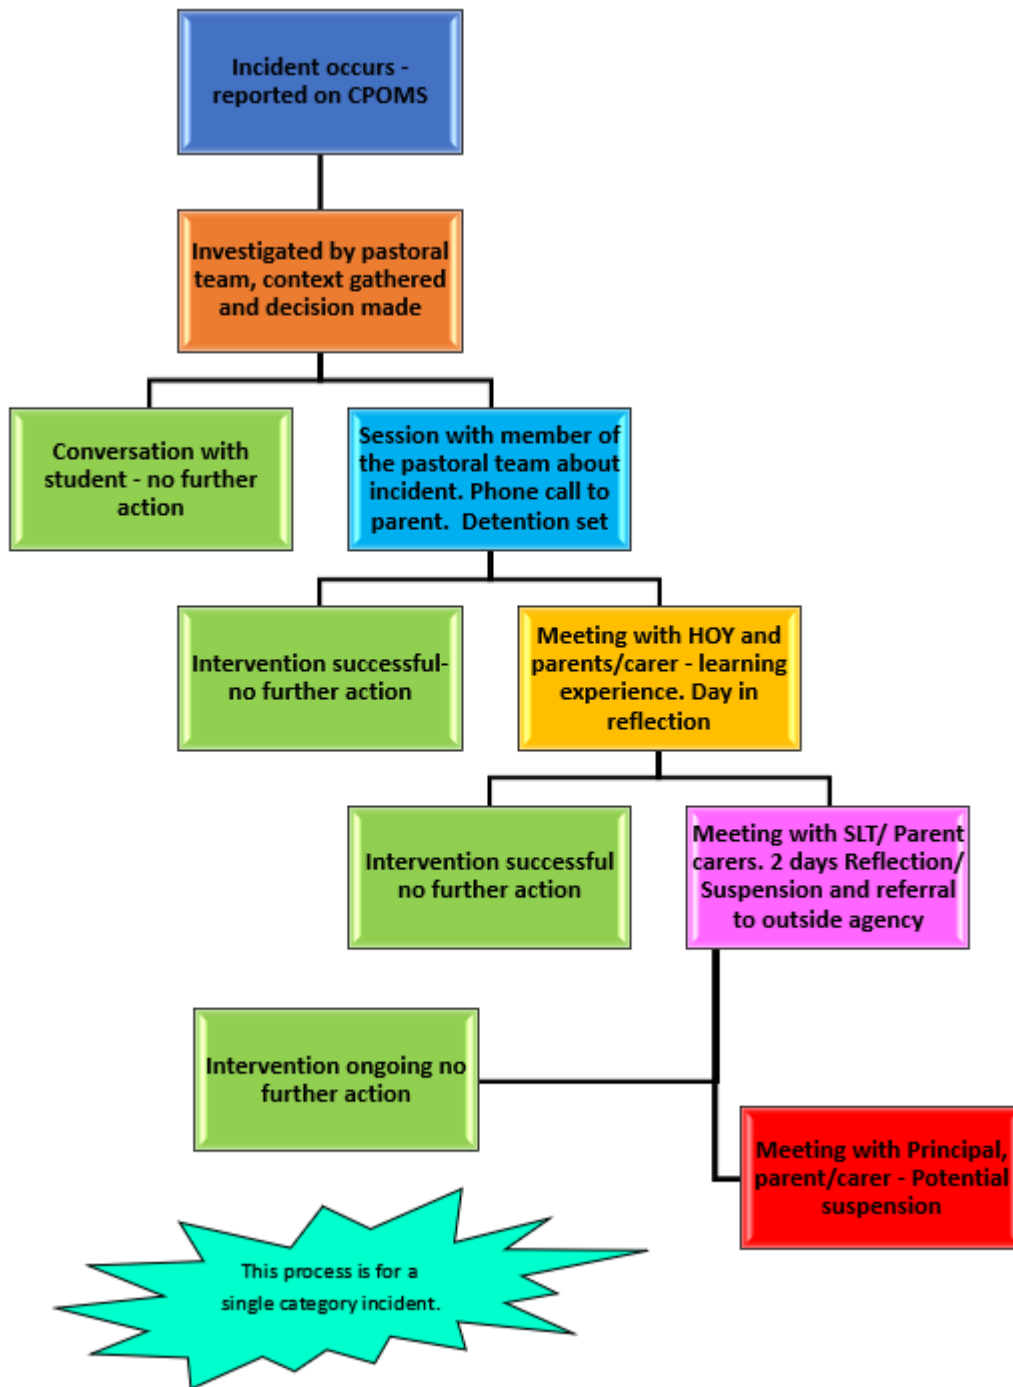 Incident occurs -
reported on CPOMS
Investigated by pastoral
team, context gathered
and decision made
Conversation with
student - no further
action
Session with member of
the pastoral team about
incident. Phone call to
parent.  Detention set
Intervention successful-
no further action
Meeting with HOY and
parents/carer - learning
experience. Day in
reflection
Intervention successful
no further action
Meeting with SLT/ Parent
carers. 2 days Reflection/
Suspension and referral
to outside agency
Intervention ongoing no
further action
Meeting with Principal,
parent/carer - Potential
suspension
This process is for a
single category incident.